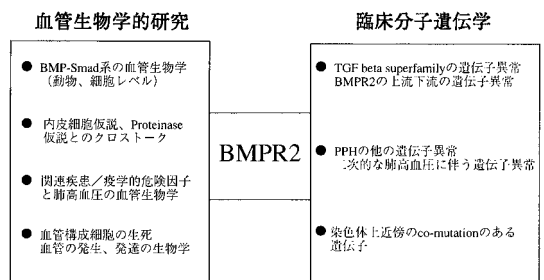 血管生物学的研究
● BMP-Smad系の血管生物学
（動物、細胞レベル）
● 内皮細胞仮説、Proteinase
仮説とのクロストーク
● 関連疾患／疫学的危険因子
と肺高血圧の血管生物学
● 血管構成細胞の生死
血管の発生、発達の生物学
BMPR2
臨床分子遺伝学
● TGF beta superfamilyの遺伝子異常
BMPR2の上流下流の遺伝子異常
● PPHの他の遺伝子異常
二次的な肺高血圧に伴う遺伝子異常
● 染色体上近傍のco-mutationのある
遺伝子